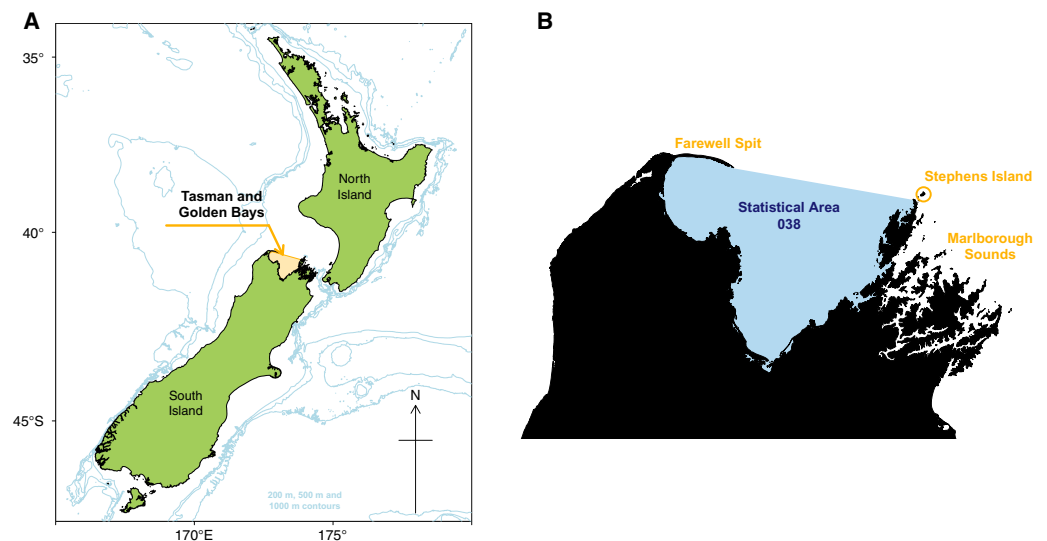 A
35°
40°
45°S
170°E
175°
North
Island
Tasman and
Golden Bays
South
Island
N
200 m, 500 m and
1000 m contours
B
Farewell Spit
Stephens Island
Statistical Area
038
Marlborough
Sounds